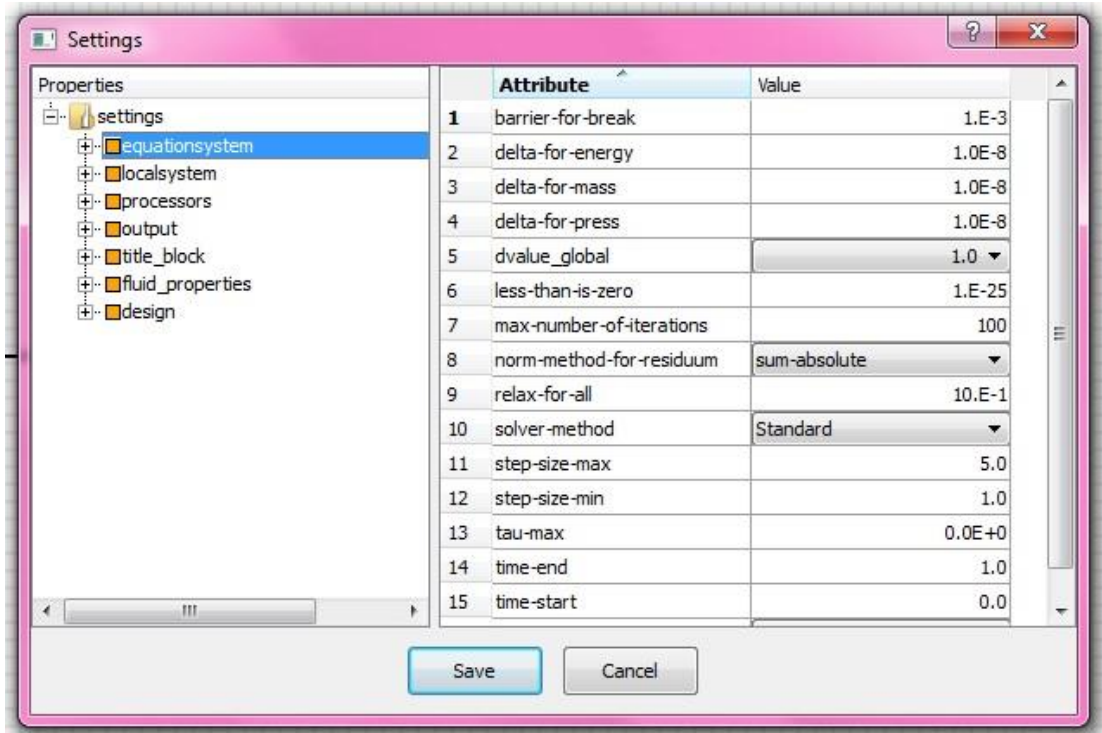 Settings
Properties
settings
equationsystem
localsystem
processors
output
title_block
fluid_properties
design
Attribute Value
1 barrier-for-break 1.E-3
2 delta-for-energy 1.0E-8
3 delta-for-mass 1.0E-8
4 delta-for-press 1.0E-8
5 dvalue_global 1.0
6 less-than-is-zero 1.E-25
7 max-number-of-iterations 100
8 norm-method-for-residuum sum-absolute
9 relax-for-all 10.E-1
10 solver-method Standard
11 step-size-max 5.0
12 step-size-min 1.0
13 tau-max 0.0E+0
14 time-end 1.0
15 time-start 0.0
Save Cancel